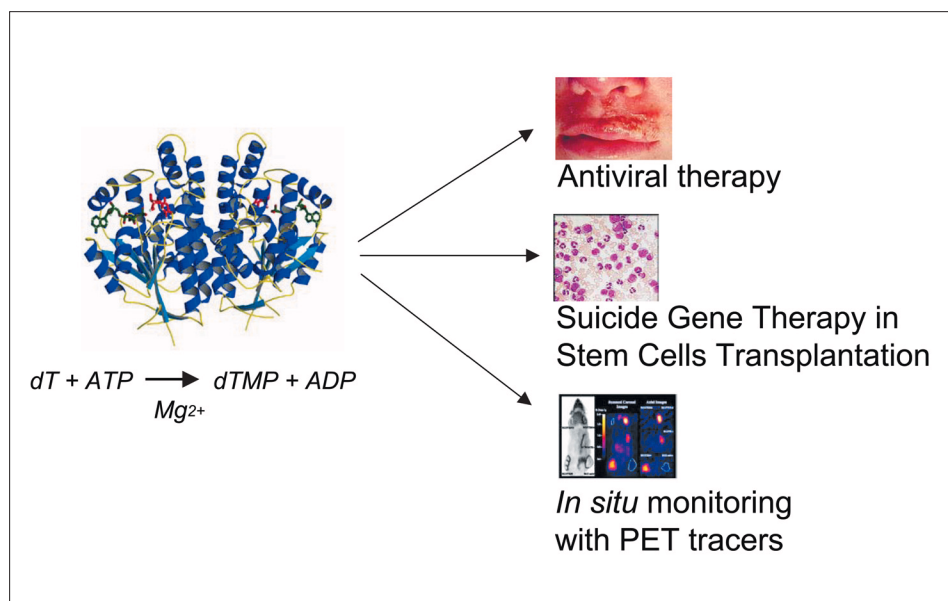 Antiviral therapy
Suicide Gene Therapy in
Stem Cells Transplantation
dT + ATP → dTMP + ADP
Mg2+
In situ monitoring
with PET tracers